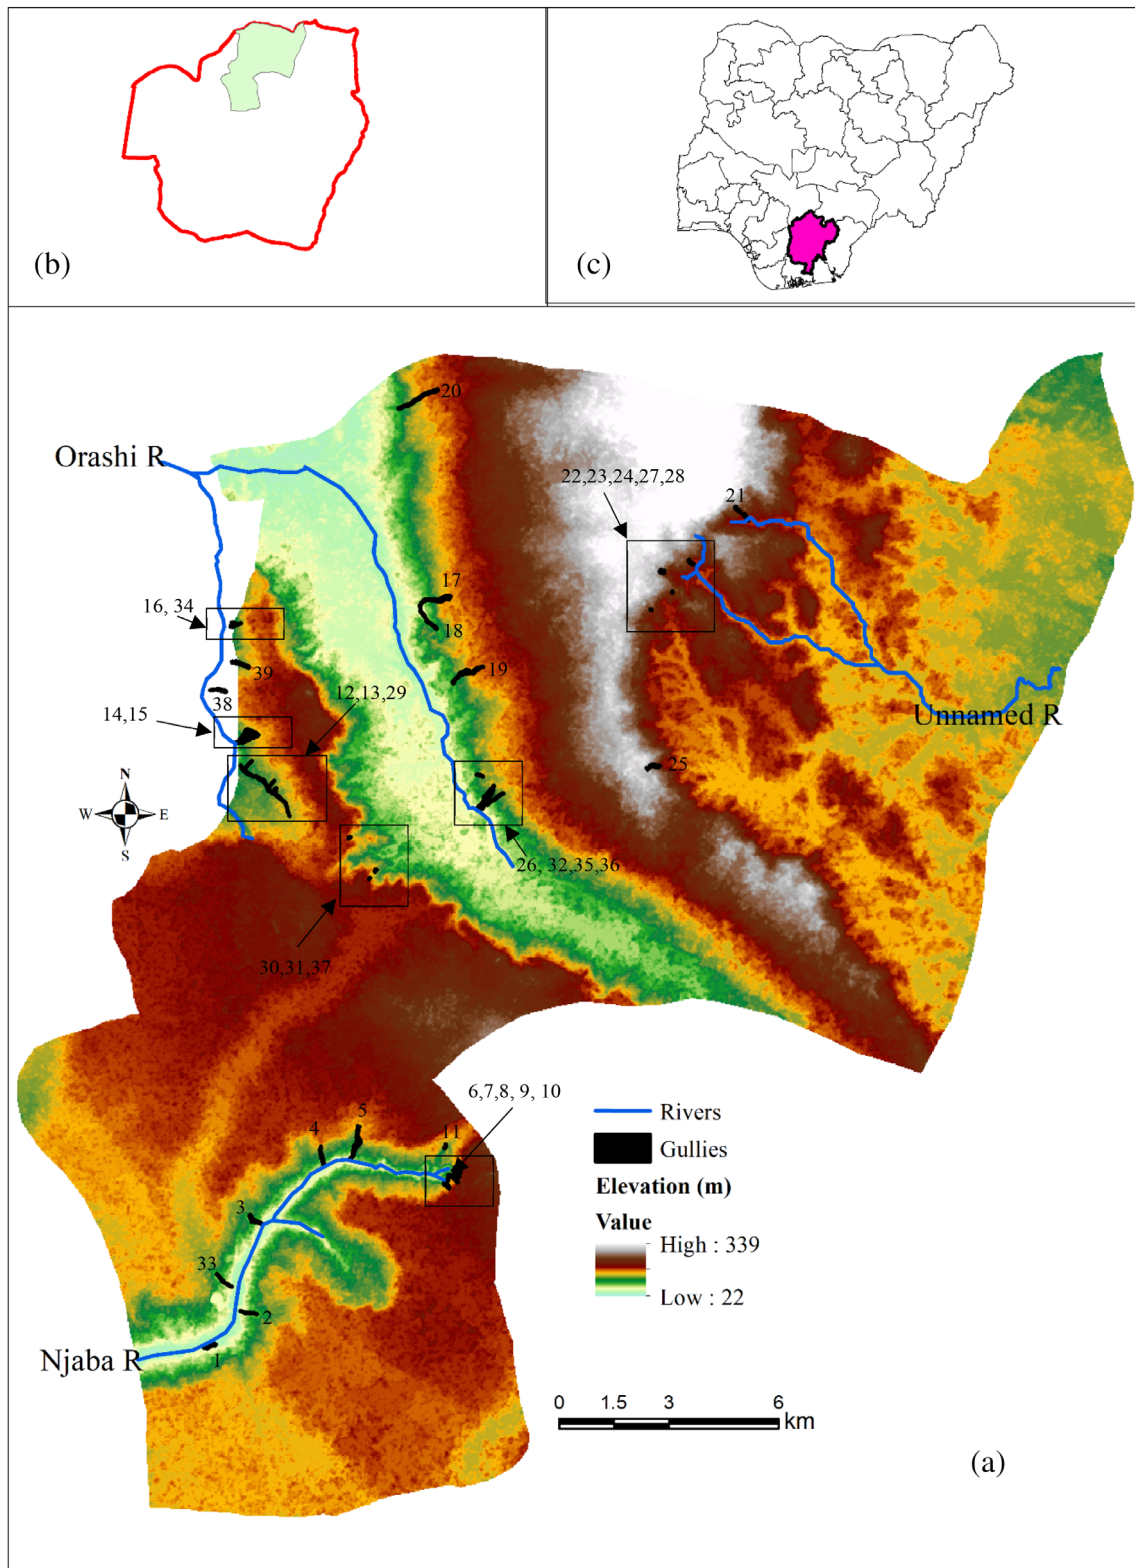 (b)
(c)
20
Orashi R
22,23,24,27,28
21
17
16, 34
18
39
19
12,13,29
38
14,15
Unnamed R
25
N
W
E
S
26, 32,35,36
30,31,37
6,7,8, 9, 10
Rivers
5
4
11
Gullies
Elevation (m)
Value
3
High : 339
33
Low : 22
2
1
Njaba R
0 1.5 3 6
km
(a)